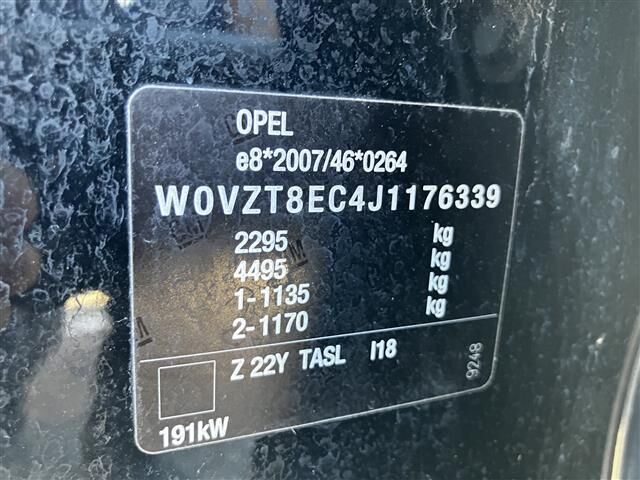 OPEL
e8*2007/46*0264
W0VZT8EC4J1176339
2295 kg
4495 kg
1-1135 kg
2-1170 kg
Z 22Y TASL I18
9248
191kW